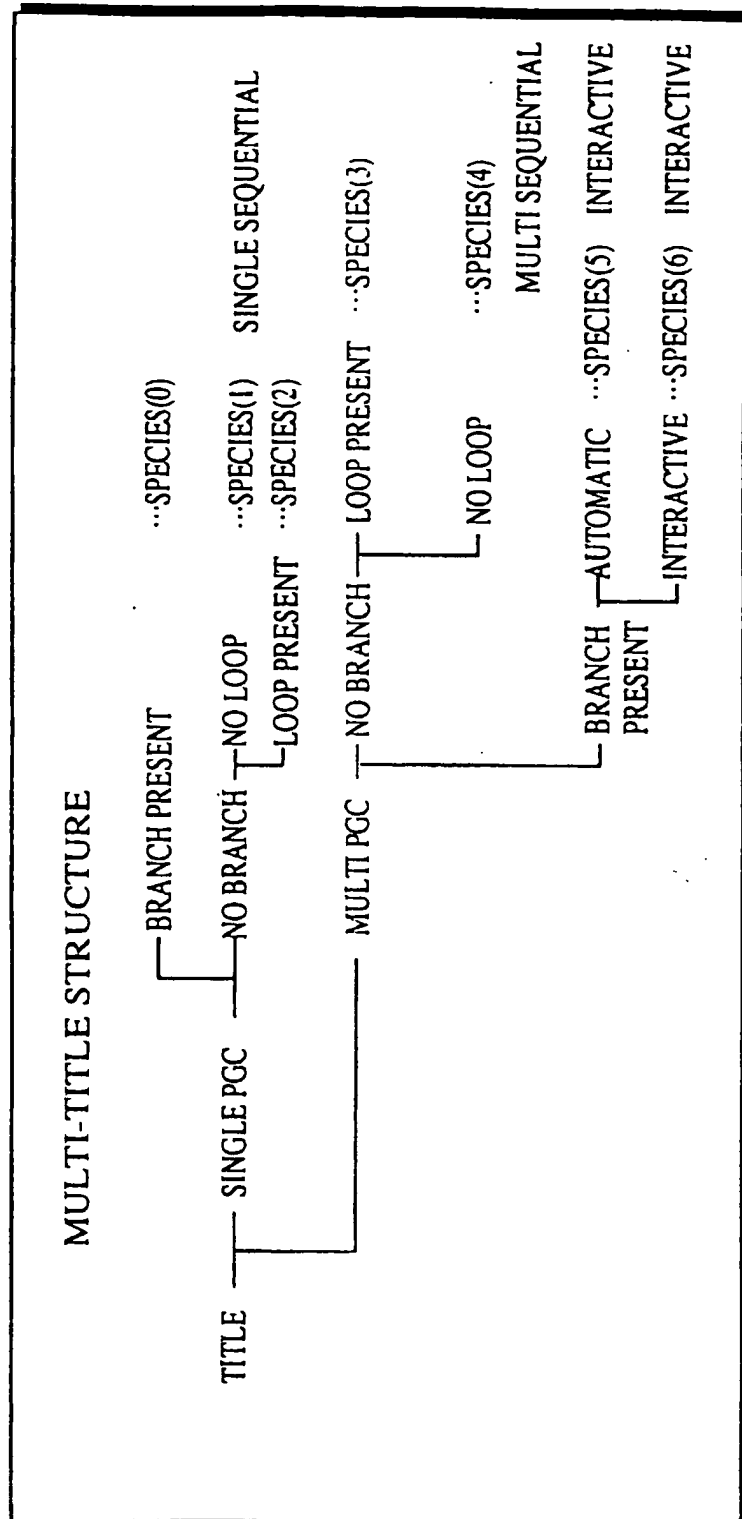 MULTI-TITLE STRUCTURE
BRANCH PRESENT ···SPECIES(0)
TITLE SINGLE PGC NO BRANCH NO LOOP ···SPECIES(1) SINGLE SEQUENTIAL
LOOP PRESENT ···SPECIES(2)
MULTI PGC NO BRANCH LOOP PRESENT ···SPECIES(3)
NO LOOP ···SPECIES(4)
MULTI SEQUENTIAL
BRANCH AUTOMATIC ···SPECIES(5) INTERACTIVE
PRESENT
INTERACTIVE ···SPECIES(6) INTERACTIVE